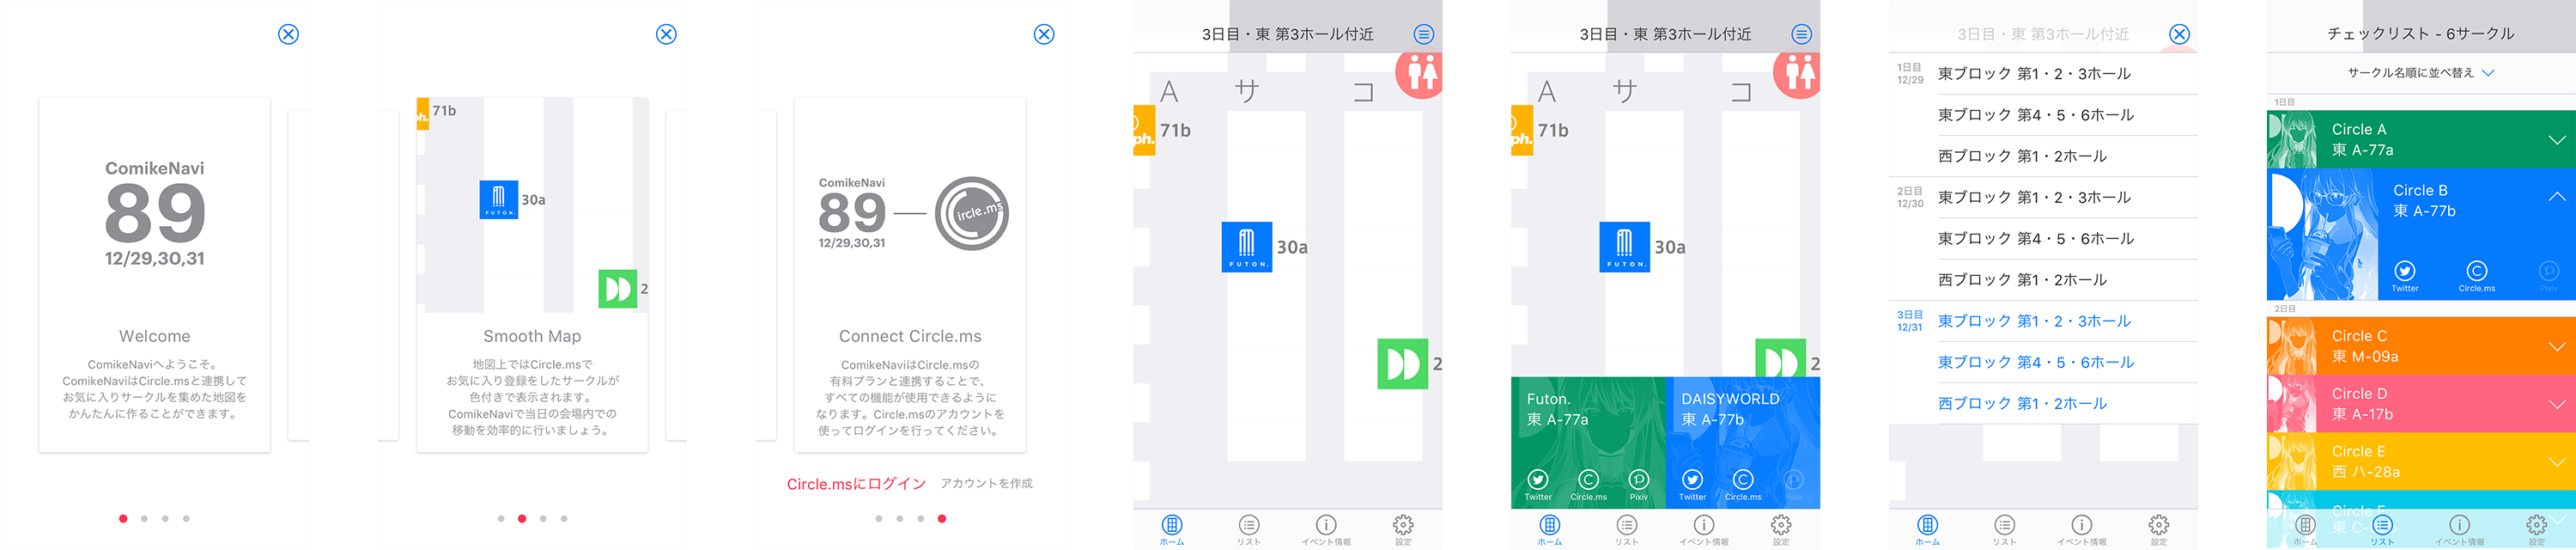 ComikeNavi
89
12/29,30,31
Welcome
ComikeNaviへようこそ。
ComikeNaviはCircle.msと連携して
お気に入りサークルを集めた地図を
かんたんに作ることができます。
ph.
71b
FUTON.
30a
2
Smooth Map
地図上ではCircle.msで
お気に入り登録をしたサークルが
色付きで表示されます。
ComikeNaviで当日の会場内での
移動を効率的に行いましょう。
ComikeNavi
89
12/29,30,31
ircle.ms
Connect Circle.ms
ComikeNaviはCircle.msの
有料プランと連携することで、
すべての機能が使用できるように
なります。Circle.msのアカウントを
使ってログインを行ってください。
Circle.msにログイン アカウントを作成
3日目・東 第3ホール付近
A サ コ
ph.
71b
FUTON.
30a
2
ホーム リスト イベント情報 設定
3日目・東 第3ホール付近
A サ コ
ph.
71b
FUTON.
30a
2
Futon.
東 A-77a
Twitter Circle.ms Pixiv
DAISYWORLD
東 A-77b
Twitter Circle.ms Pixiv
ホーム リスト イベント情報 設定
3日目・東 第3ホール付近
1日目
12/29
東ブロック 第1・2・3ホール
東ブロック 第4・5・6ホール
西ブロック 第1・2ホール
2日目
12/30
東ブロック 第1・2・3ホール
東ブロック 第4・5・6ホール
西ブロック 第1・2ホール
3日目
12/31
東ブロック 第1・2・3ホール
東ブロック 第4・5・6ホール
西ブロック 第1・2ホール
ホーム リスト イベント情報 設定
チェックリスト - 6サークル
サークル名順に並べ替え
1日目
Circle A
東 A-77a
Circle B
東 A-77b
Twitter Circle.ms Pixiv
2日目
Circle C
東 M-09a
Circle D
東 A-17b
Circle E
西 ハ-28a
Circle F
ホーム リスト イベント情報 設定